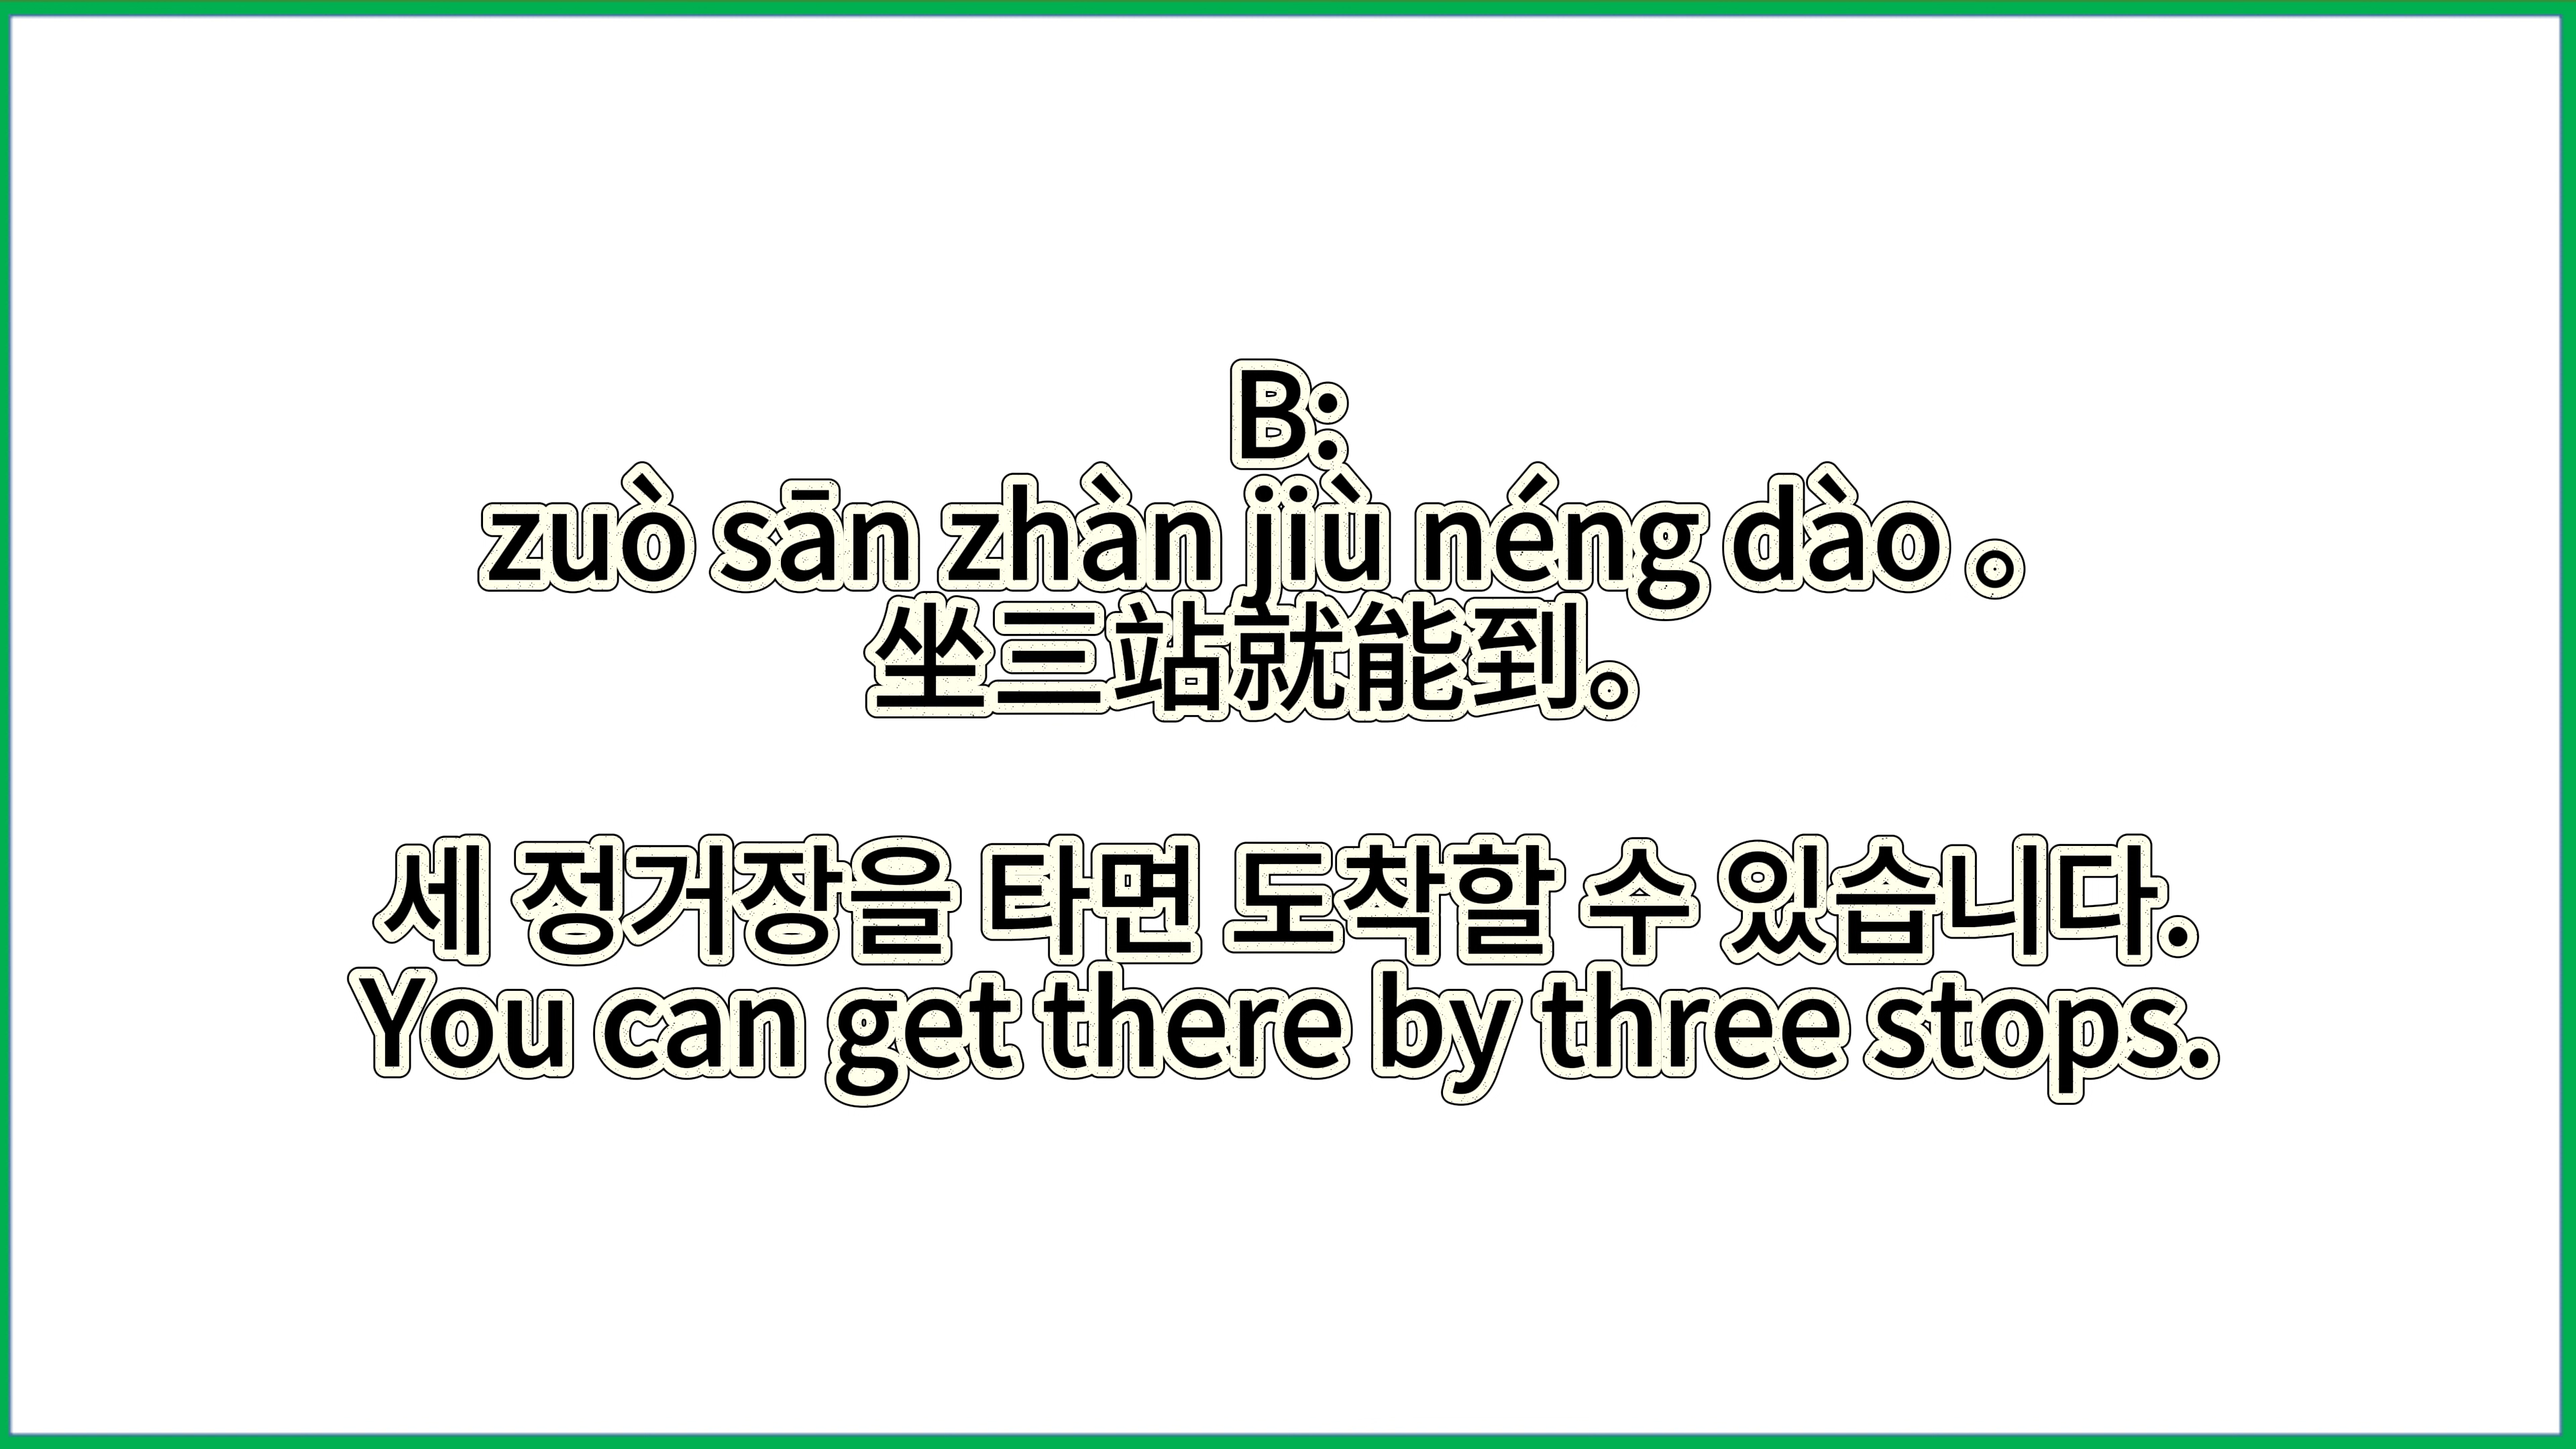 B:
zuò sān zhàn jiù néng dào 。
坐三站就能到。
세 정거장을 타면 도착할 수 있습니다.
You can get there by three stops.